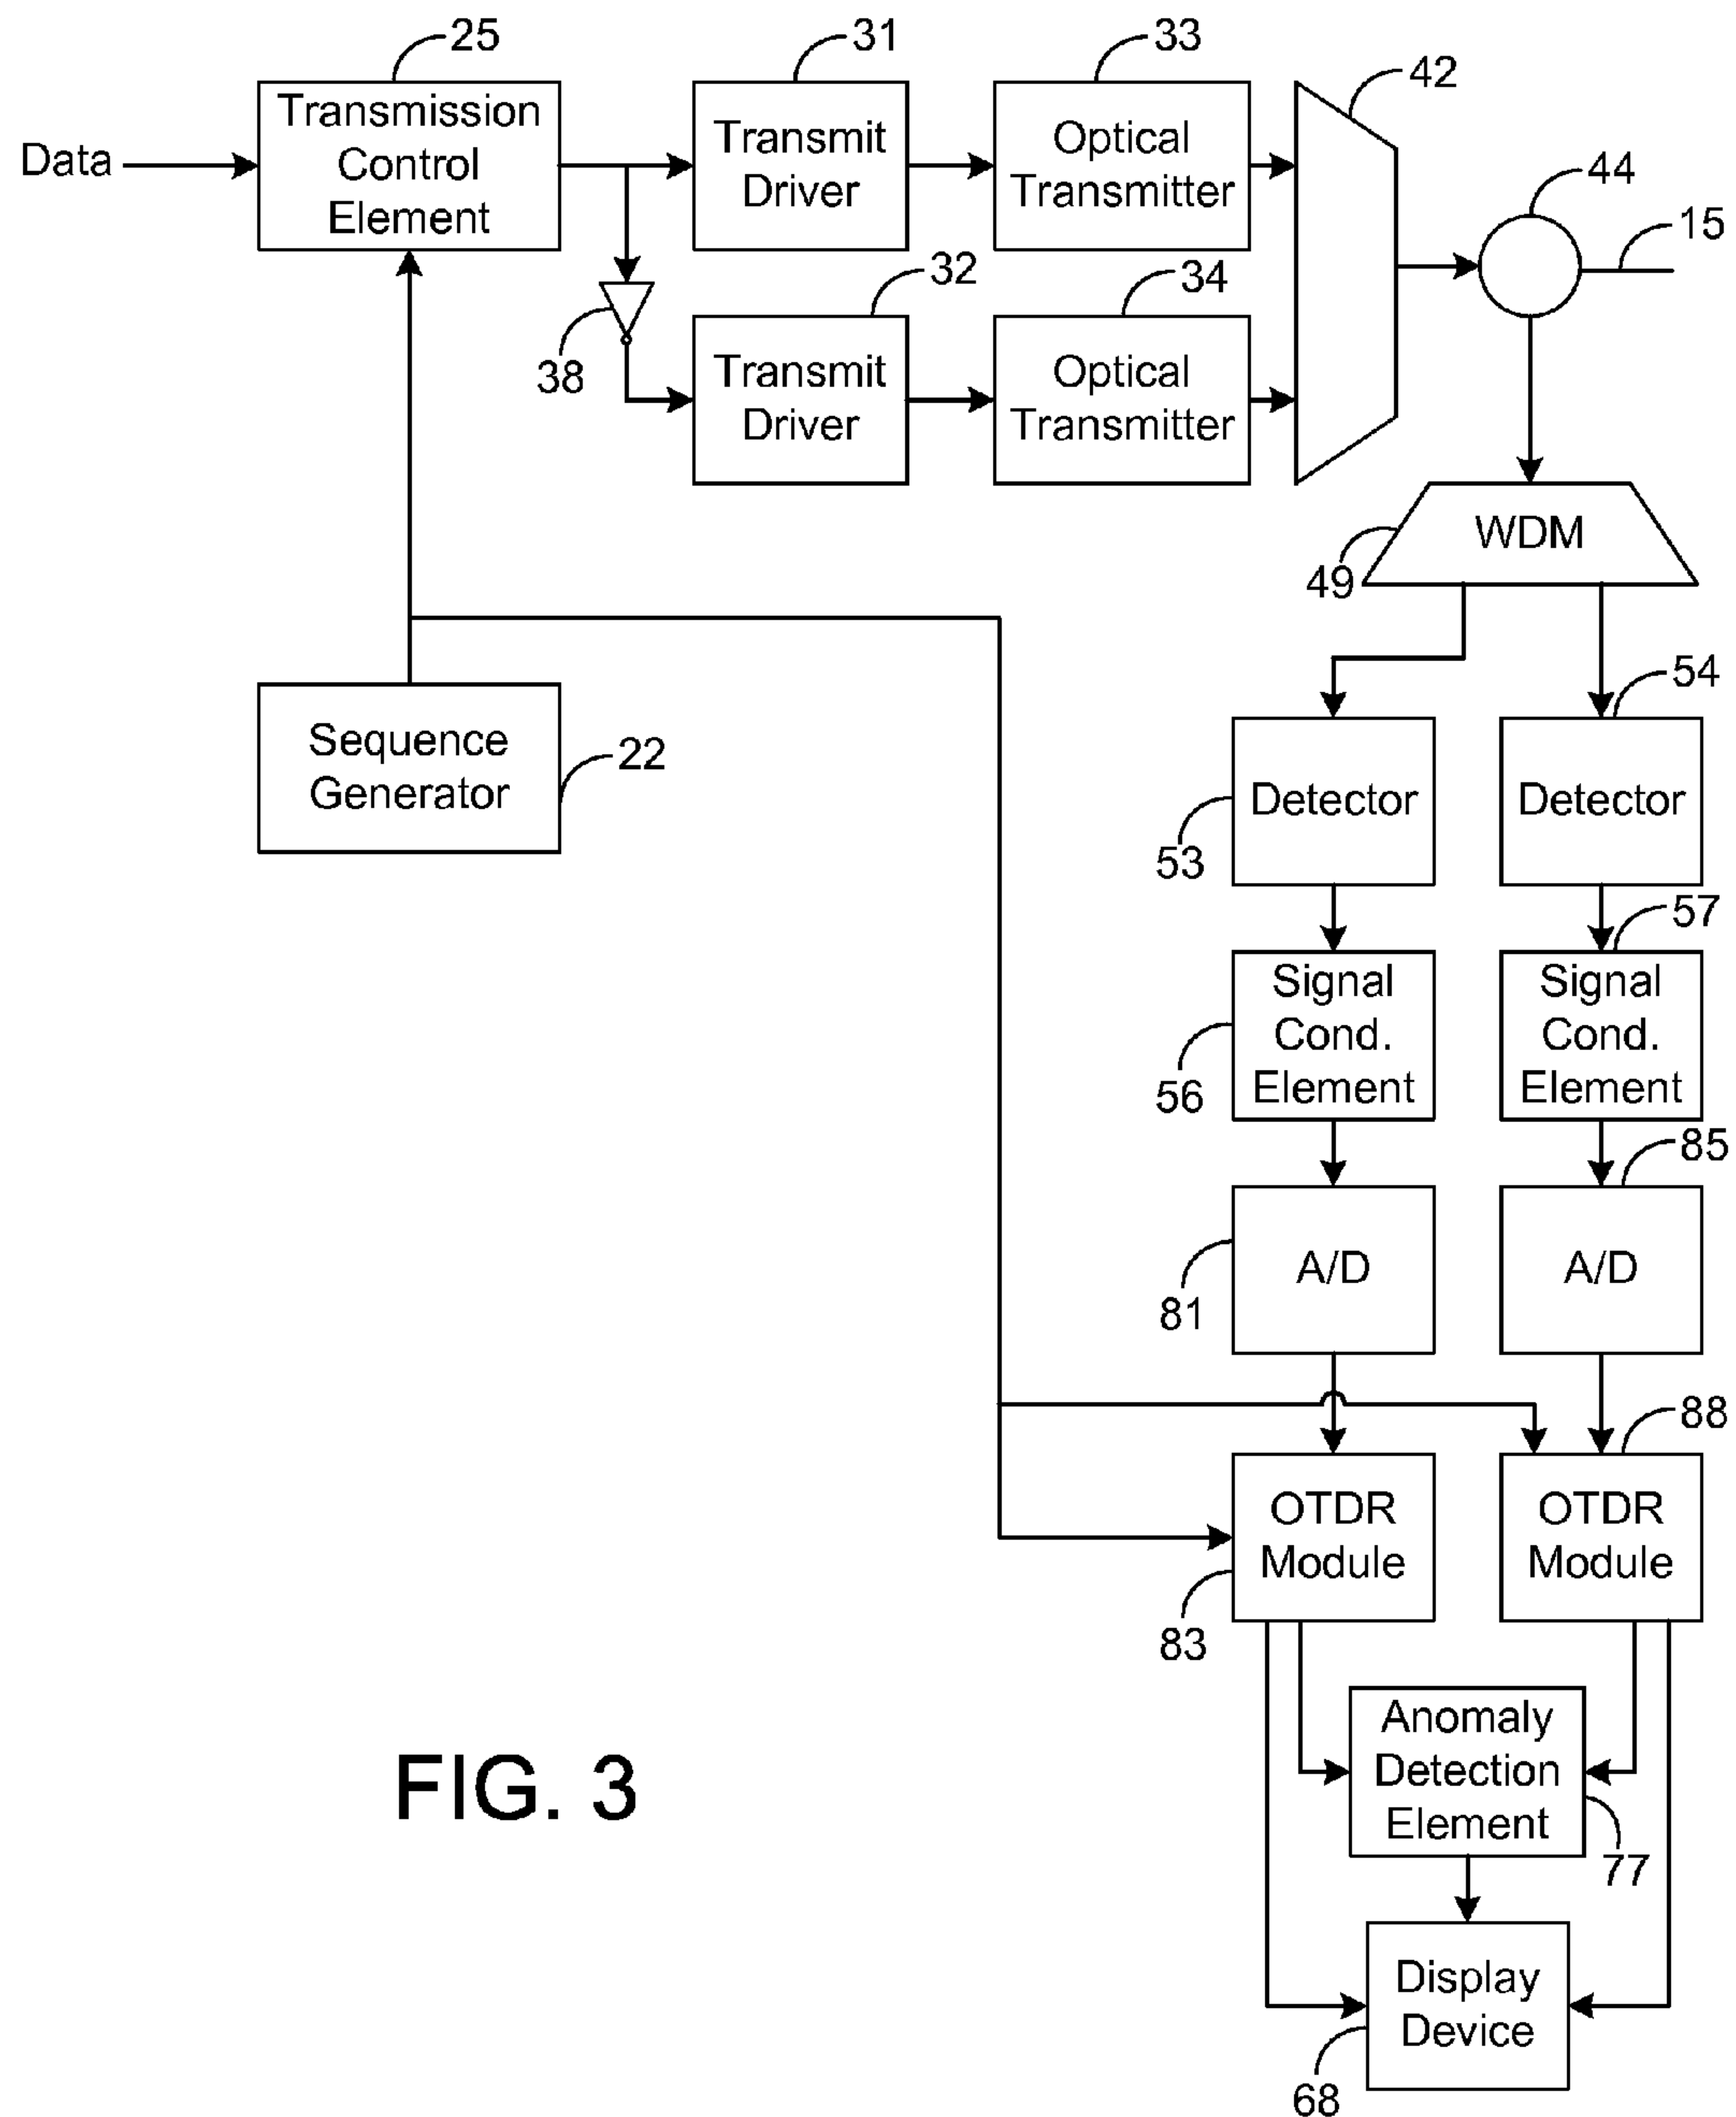 25
31
33
42
Data
Transmission
Control
Element
Transmit
Driver
Optical
Transmitter
44
15
32
34
38
Transmit
Driver
Optical
Transmitter
WDM
49
54
Sequence
Generator
22
Detector
Detector
53
57
Signal
Cond.
Element
Signal
Cond.
Element
56
85
A/D
A/D
81
88
OTDR
Module
OTDR
Module
83
Anomaly
Detection
Element
77
FIG. 3
Display
Device
68